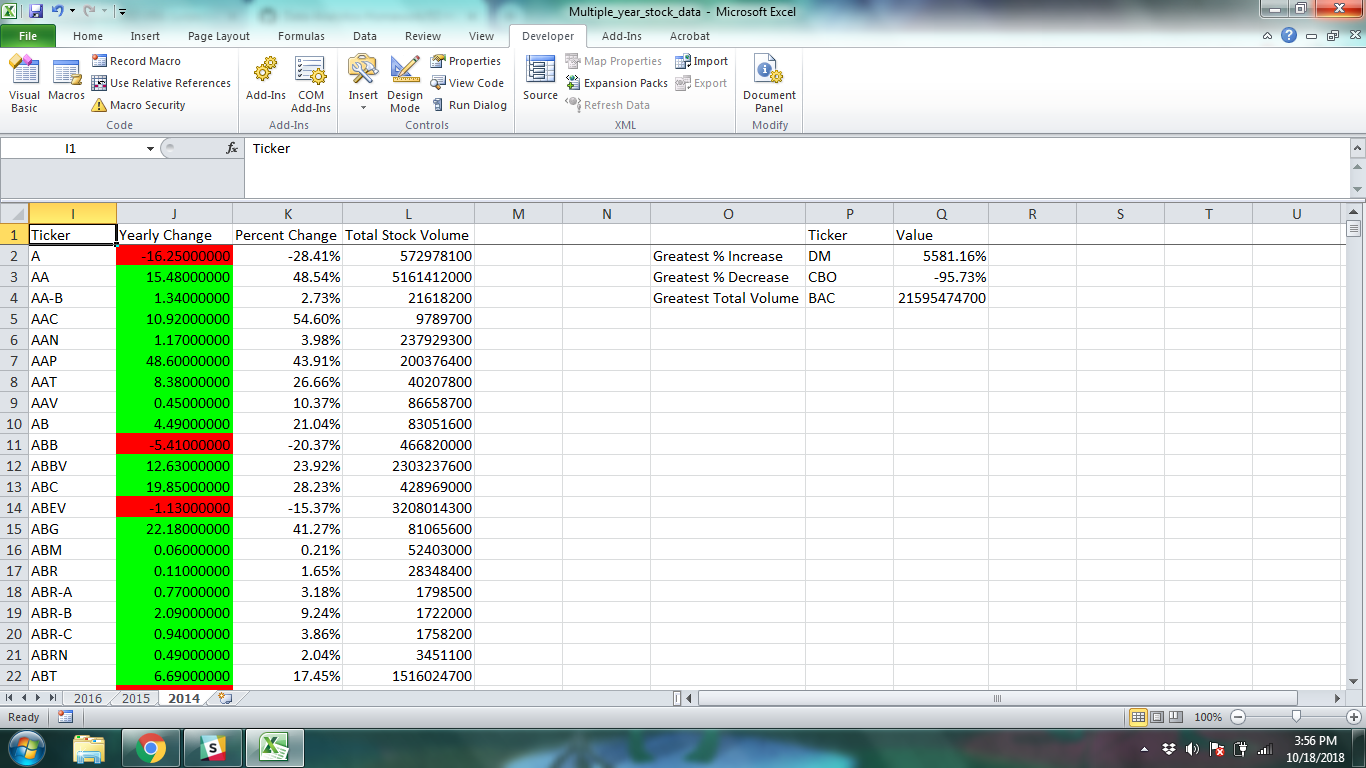 Multiple_year_stock_data - Microsoft Excel
File Home Insert Page Layout Formulas Data Review View Developer Add-Ins Acrobat
Visual Basic
Macros
Record Macro
Use Relative References
Macro Security
Code
Add-Ins
COM Add-Ins
Add-Ins
Insert
Design Mode
Properties
View Code
Run Dialog
Controls
Source
Map Properties
Expansion Packs
Refresh Data
Import
Export
XML
Document Panel
Modify
I1 fx Ticker
I J K L M N O P Q R S T U
1 Ticker Yearly Change Percent Change Total Stock Volume Ticker Value
2 A -16.25000000 -28.41% 572978100 Greatest % Increase DM 5581.16%
3 AA 15.48000000 48.54% 5161412000 Greatest % Decrease CBO -95.73%
4 AA-B 1.34000000 2.73% 21618200 Greatest Total Volume BAC 21595474700
5 AAC 10.92000000 54.60% 9789700
6 AAN 1.17000000 3.98% 237929300
7 AAP 48.60000000 43.91% 200376400
8 AAT 8.38000000 26.66% 40207800
9 AAV 0.45000000 10.37% 86658700
10 AB 4.49000000 21.04% 83051600
11 ABB -5.41000000 -20.37% 466820000
12 ABBV 12.63000000 23.92% 2303237600
13 ABC 19.85000000 28.23% 428969000
14 ABEV -1.13000000 -15.37% 3208014300
15 ABG 22.18000000 41.27% 81065600
16 ABM 0.06000000 0.21% 52403000
17 ABR 0.11000000 1.65% 28348400
18 ABR-A 0.77000000 3.18% 1798500
19 ABR-B 2.09000000 9.24% 1722000
20 ABR-C 0.94000000 3.86% 1758200
21 ABRN 0.49000000 2.04% 3451100
22 ABT 6.69000000 17.45% 1516024700
2016 2015 2014
Ready 100%
3:56 PM
10/18/2018